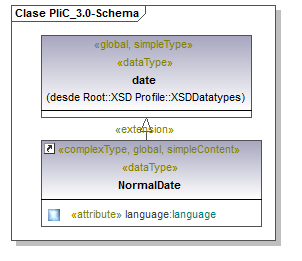 Clase PliC_3.0-Schema
«global, simpleType»
«dataType»
date
(desde Root::XSD Profile::XSDDatatypes)
«extension»
«complexType, global, simpleContent»
«dataType»
NormalDate
«attribute» language:language